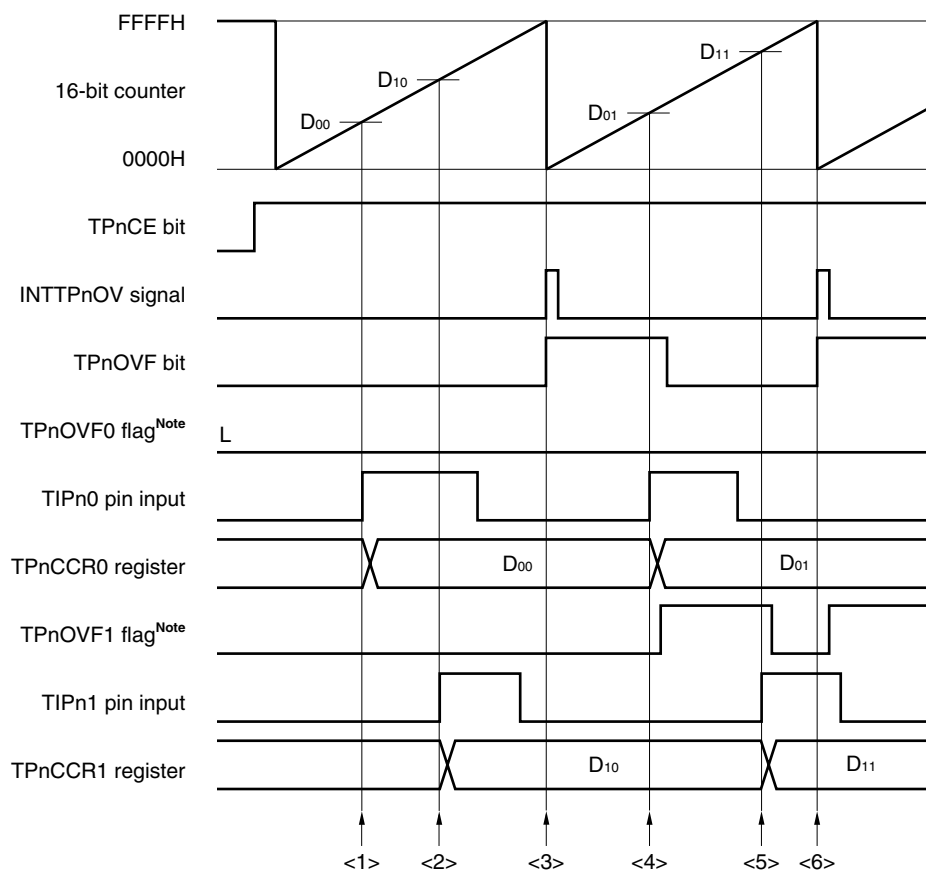 FFFFH
D11
D10
16-bit counter
D01
D00
0000H
TPnCE bit
INTTPnOV signal
TPnOVF bit
TPnOVF0 flagNote
L
TIPn0 pin input
TPnCCR0 register
D00
D01
TPnOVF1 flagNote
TIPn1 pin input
TPnCCR1 register
D10
D11
<1> <2> <3> <4> <5> <6>